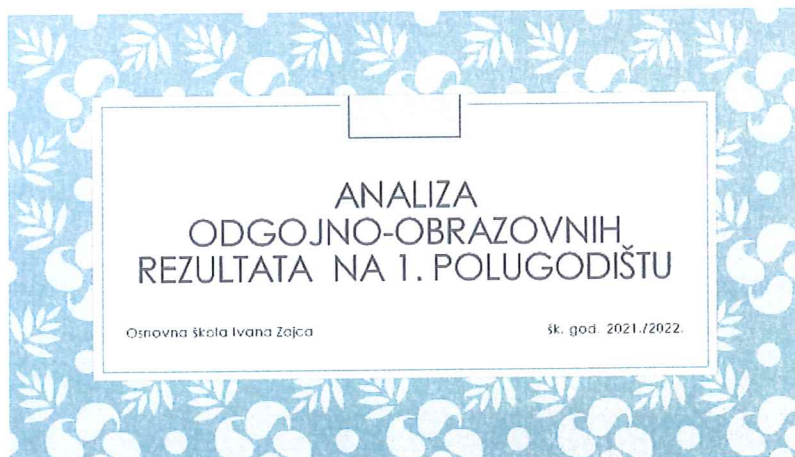 ANALIZA
ODGOJNO-OBRAZOVNIH
REZULTATA NA 1. POLUGODIŠTU
Osnovna škola Ivana Zajca
šk. god. 2021./2022.